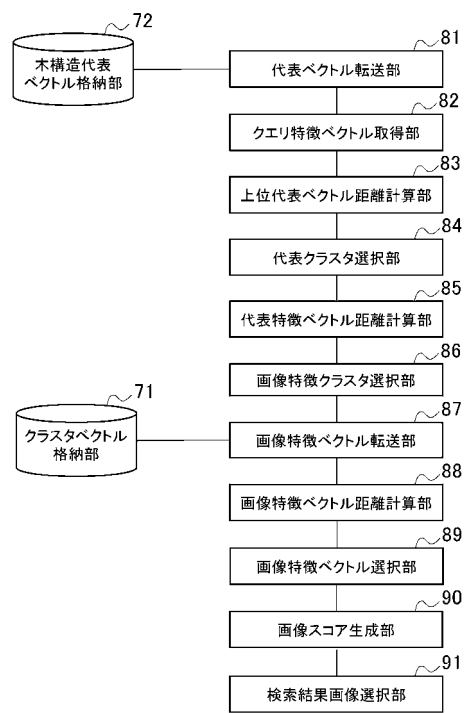 72
木構造代表
ベクトル格納部
81
代表ベクトル転送部
82
クエリ特徴ベクトル取得部
83
上位代表ベクトル距離計算部
84
代表クラスタ選択部
85
代表特徴ベクトル距離計算部
86
画像特徴クラスタ選択部
71
クラスタベクトル
格納部
87
画像特徴ベクトル転送部
88
画像特徴ベクトル距離計算部
89
画像特徴ベクトル選択部
90
画像スコア生成部
91
検索結果画像選択部